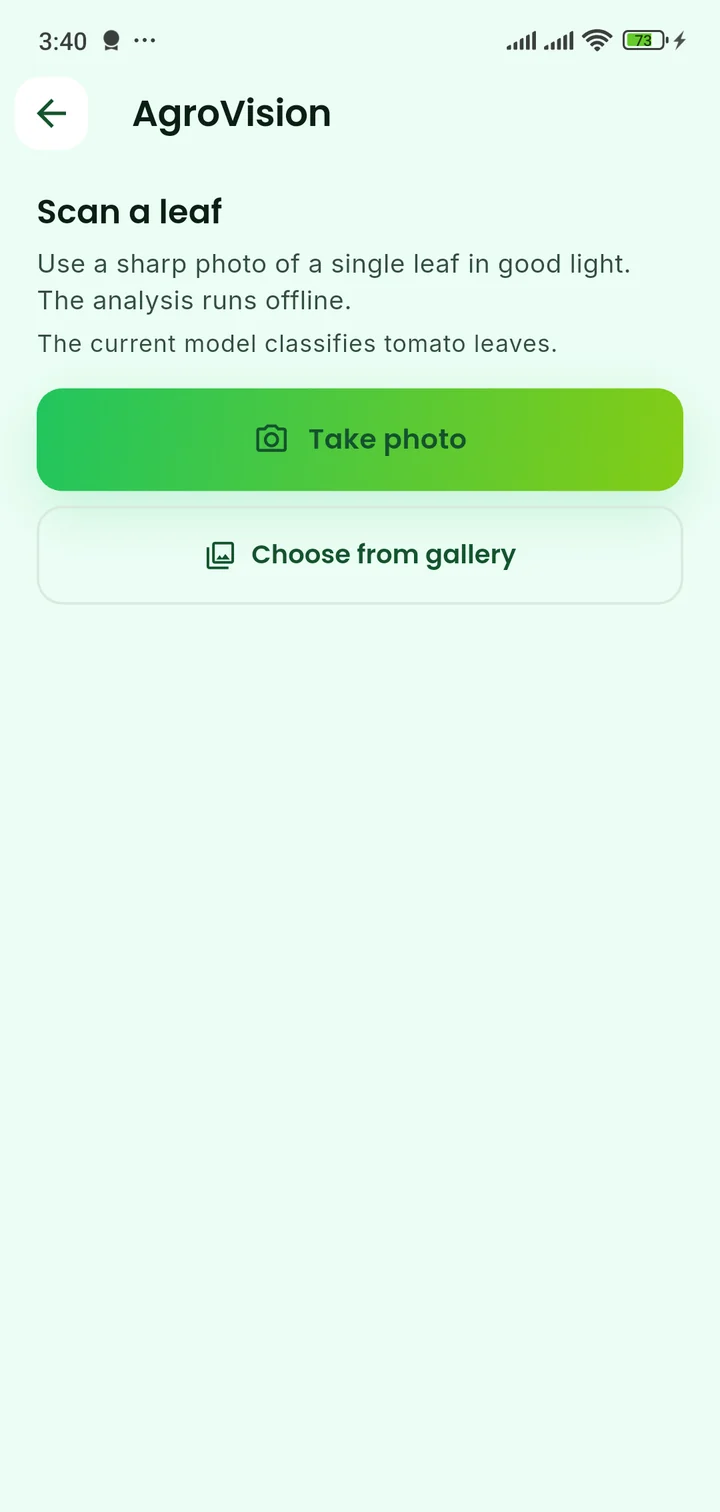 3:40
73
AgroVision
Scan a leaf
Use a sharp photo of a single leaf in good light.
The analysis runs offline.
The current model classifies tomato leaves.
Take photo
Choose from gallery